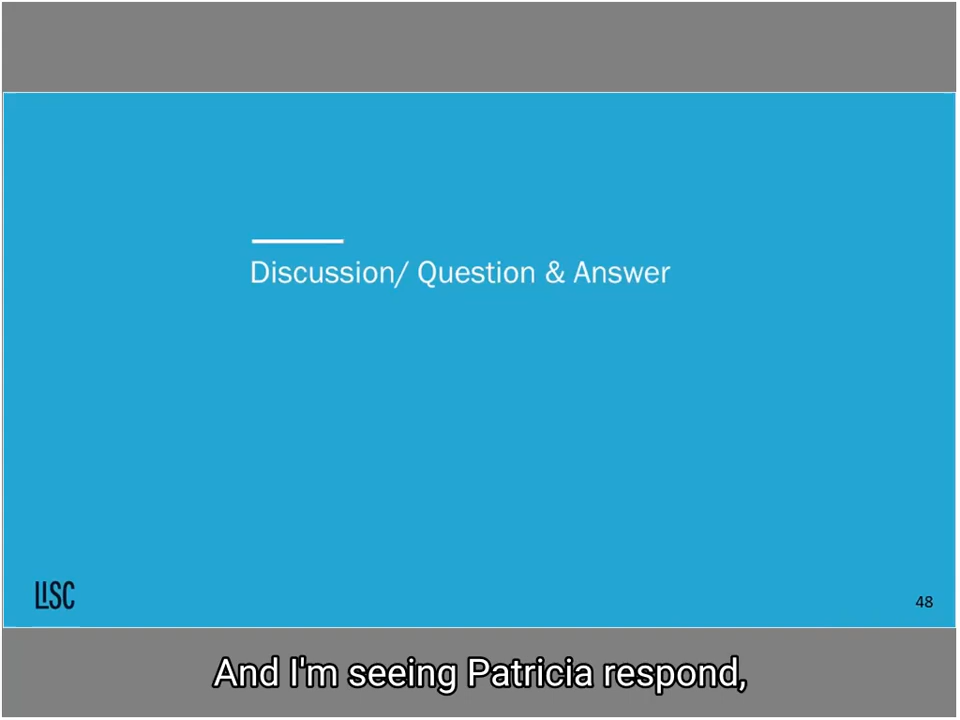 Discussion/ Question & Answer
LISC
48
And I'm seeing Patricia respond,